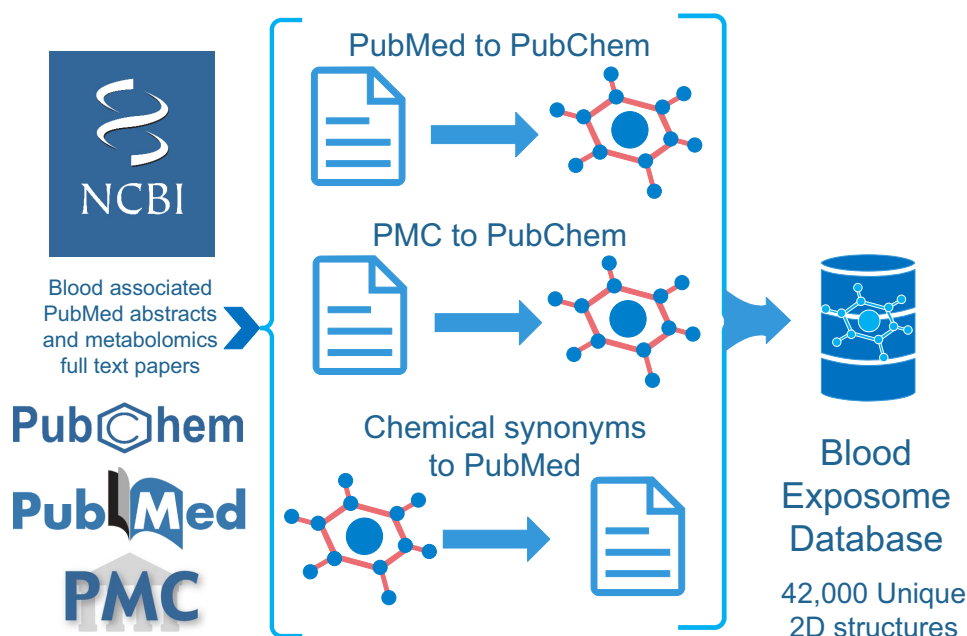 NCBI
Blood associated
PubMed abstracts
and metabolomics
full text papers
PubChem
PubMed
PMC
PubMed to PubChem
PMC to PubChem
Chemical synonyms
to PubMed
Blood
Exposome
Database
42,000 Unique
2D structures